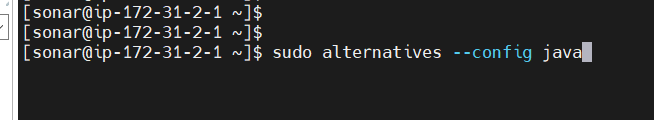 [sonar@ip-172-31-2-1 ~]$
[sonar@ip-172-31-2-1 ~]$
[sonar@ip-172-31-2-1 ~]$ sudo alternatives --config java